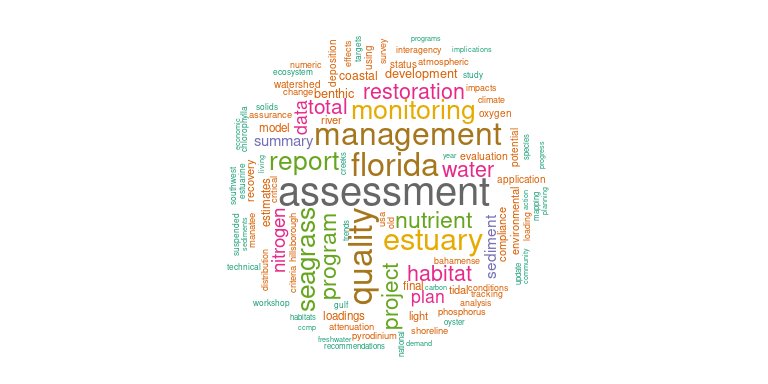 programs
interagency
implications
deposition
effects
targets
using
survey
status
atmospheric
numeric
ecosystem
coastal
development
study
watershed
change
benthic
restoration
impacts
climate
solids
assurance
data
total
monitoring
oxygen
river
model
economic
chlorophylla
summary
management
potential
species
progress
report
creeks
florida
water
year
evaluation
living
southwest
estuarine
recovery
critical
assessment
application
estimates
nutrient
environmental
action
mapping
planning
suspended
sediments
manatee
nitrogen
hillsborough
seagrass
program
trends
quality
usa
old
estuary
sediment
compliance
loading
technical
distribution
criteria
bahamense
habitat
project
final
carbon
tidal
conditions
update
community
plan
tracking
analysis
workshop
gulf
habitats
loadings
light
phosphorus
ccmp
attenuation
oyster
shoreline
freshwater
pyrodinium
recommendations
national
demand